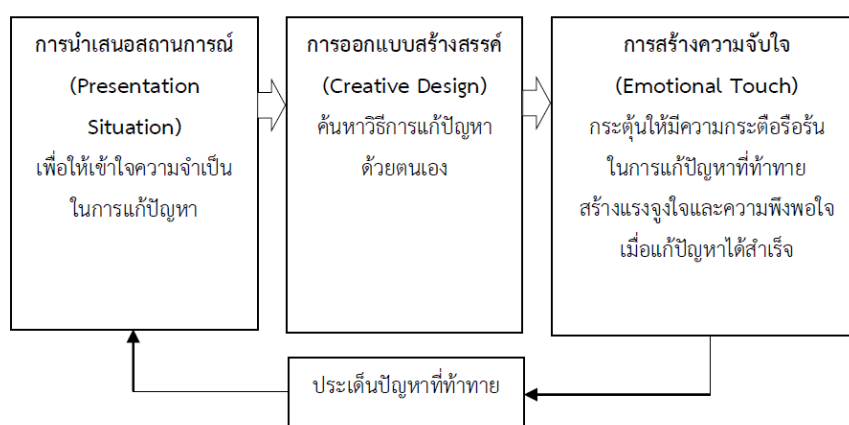 การนำเสนอสถานการณ์
(Presentation
Situation)
เพื่อให้เข้าใจความจำเป็น
ในการแก้ปัญหา
การออกแบบสร้างสรรค์
(Creative Design)
ค้นหาวิธีการแก้ปัญหา
ด้วยตนเอง
การสร้างความจับใจ
(Emotional Touch)
กระตุ้นให้มีความกระตือรือร้น
ในการแก้ปัญหาที่ท้าทาย
สร้างแรงจูงใจและความพึงพอใจ
เมื่อแก้ปัญหาได้สำเร็จ
ประเด็นปัญหาที่ท้าทาย